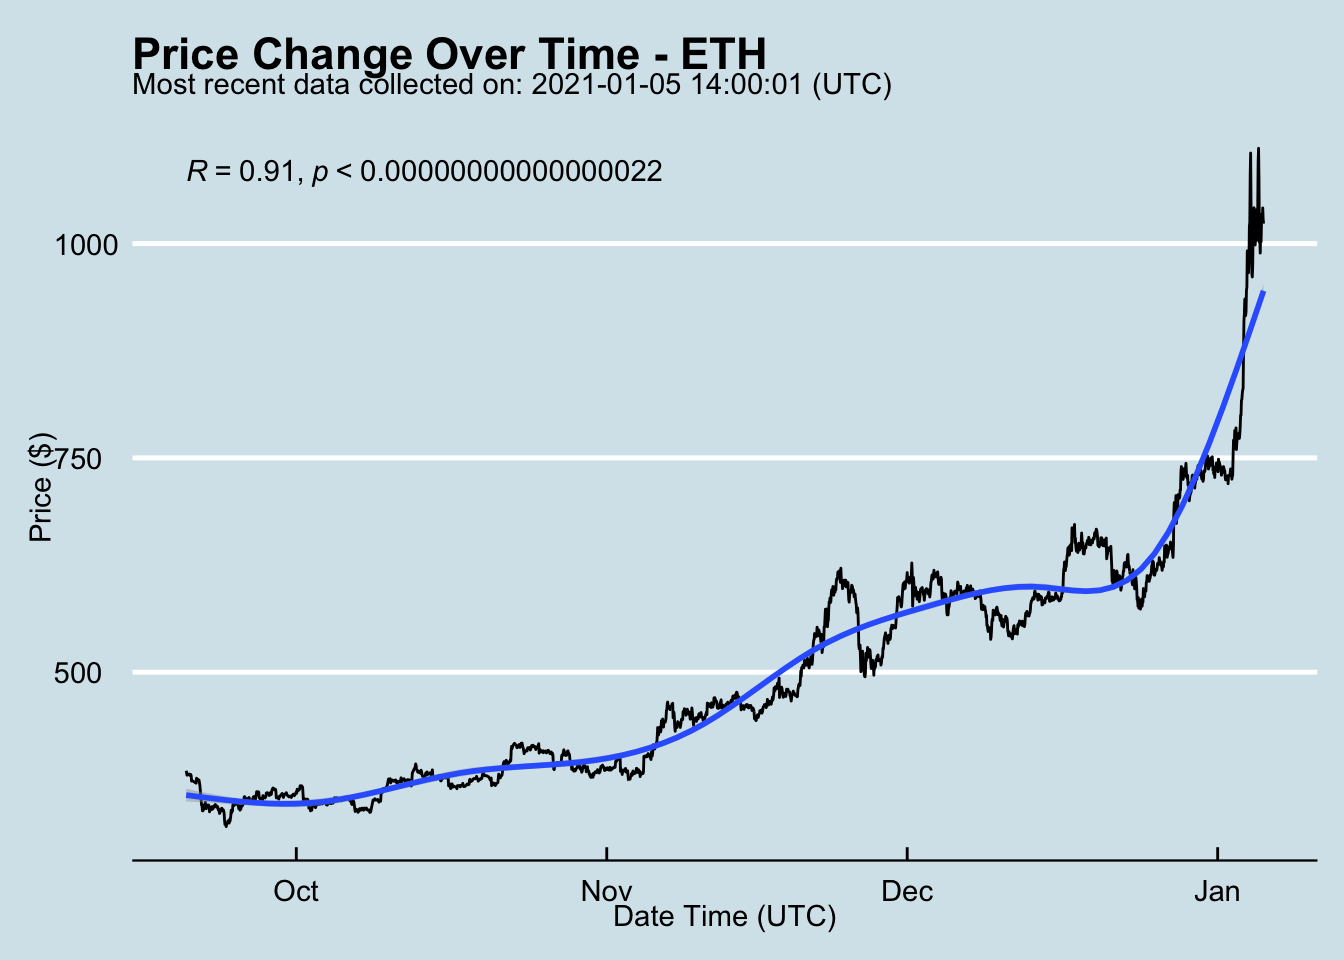 Price Change Over Time - ETH
Most recent data collected on: 2021-01-05 14:00:01 (UTC)
R = 0.91, p < 0.00000000000000022
1000
750
500
Price ($)
Oct Nov Dec Jan
Date Time (UTC)